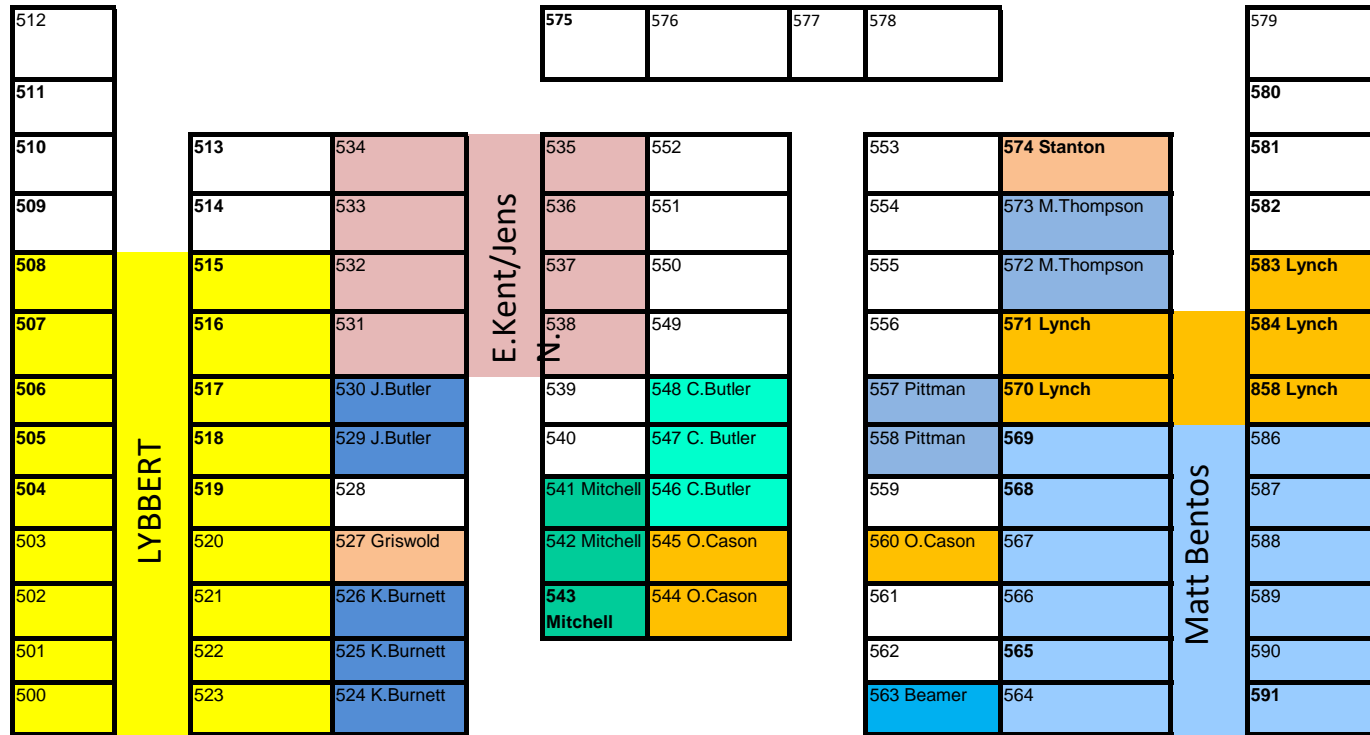 512 575 576 577 578 579
511 580
510 513 534 535 552 553 574 Stanton 581
509 514 533 536 551 554 573 M.Thompson 582
508 515 532 537 550 555 572 M.Thompson 583 Lynch
507 516 531 538 549 556 571 Lynch 584 Lynch
E.Kent/Jens
N.
506 517 530 J.Butler 539 548 C.Butler 557 Pittman 570 Lynch 858 Lynch
505 518 529 J.Butler 540 547 C. Butler 558 Pittman 569 586
LYBBERT
504 519 528 541 Mitchell 546 C.Butler 559 568 587
503 520 527 Griswold 542 Mitchell 545 O.Cason 560 O.Cason 567 588
Matt Bentos
502 521 526 K.Burnett 543 544 O.Cason 561 566 589
Mitchell
501 522 525 K.Burnett 562 565 590
500 523 524 K.Burnett 563 Beamer 564 591